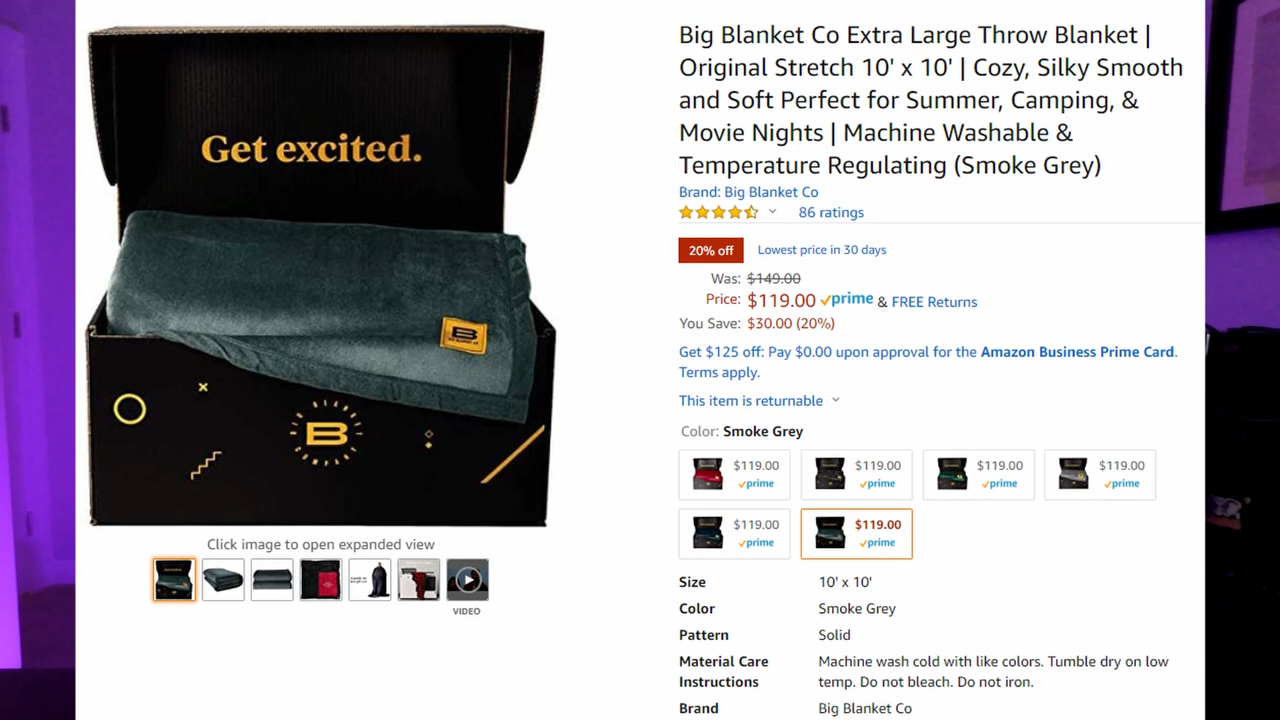 Get excited.
B
Click image to open expanded view
VIDEO
Big Blanket Co Extra Large Throw Blanket |
Original Stretch 10' x 10' | Cozy, Silky Smooth
and Soft Perfect for Summer, Camping, &
Movie Nights | Machine Washable &
Temperature Regulating (Smoke Grey)
Brand: Big Blanket Co
86 ratings
20% off Lowest price in 30 days
Was: $149.00
Price: $119.00 prime & FREE Returns
You Save: $30.00 (20%)
Get $125 off: Pay $0.00 upon approval for the Amazon Business Prime Card.
Terms apply.
This item is returnable
Color: Smoke Grey
$119.00 $119.00 $119.00 $119.00
prime prime prime prime
$119.00 $119.00
prime prime
Size 10' x 10'
Color Smoke Grey
Pattern Solid
Material Care Machine wash cold with like colors. Tumble dry on low
Instructions temp. Do not bleach. Do not iron.
Brand Big Blanket Co